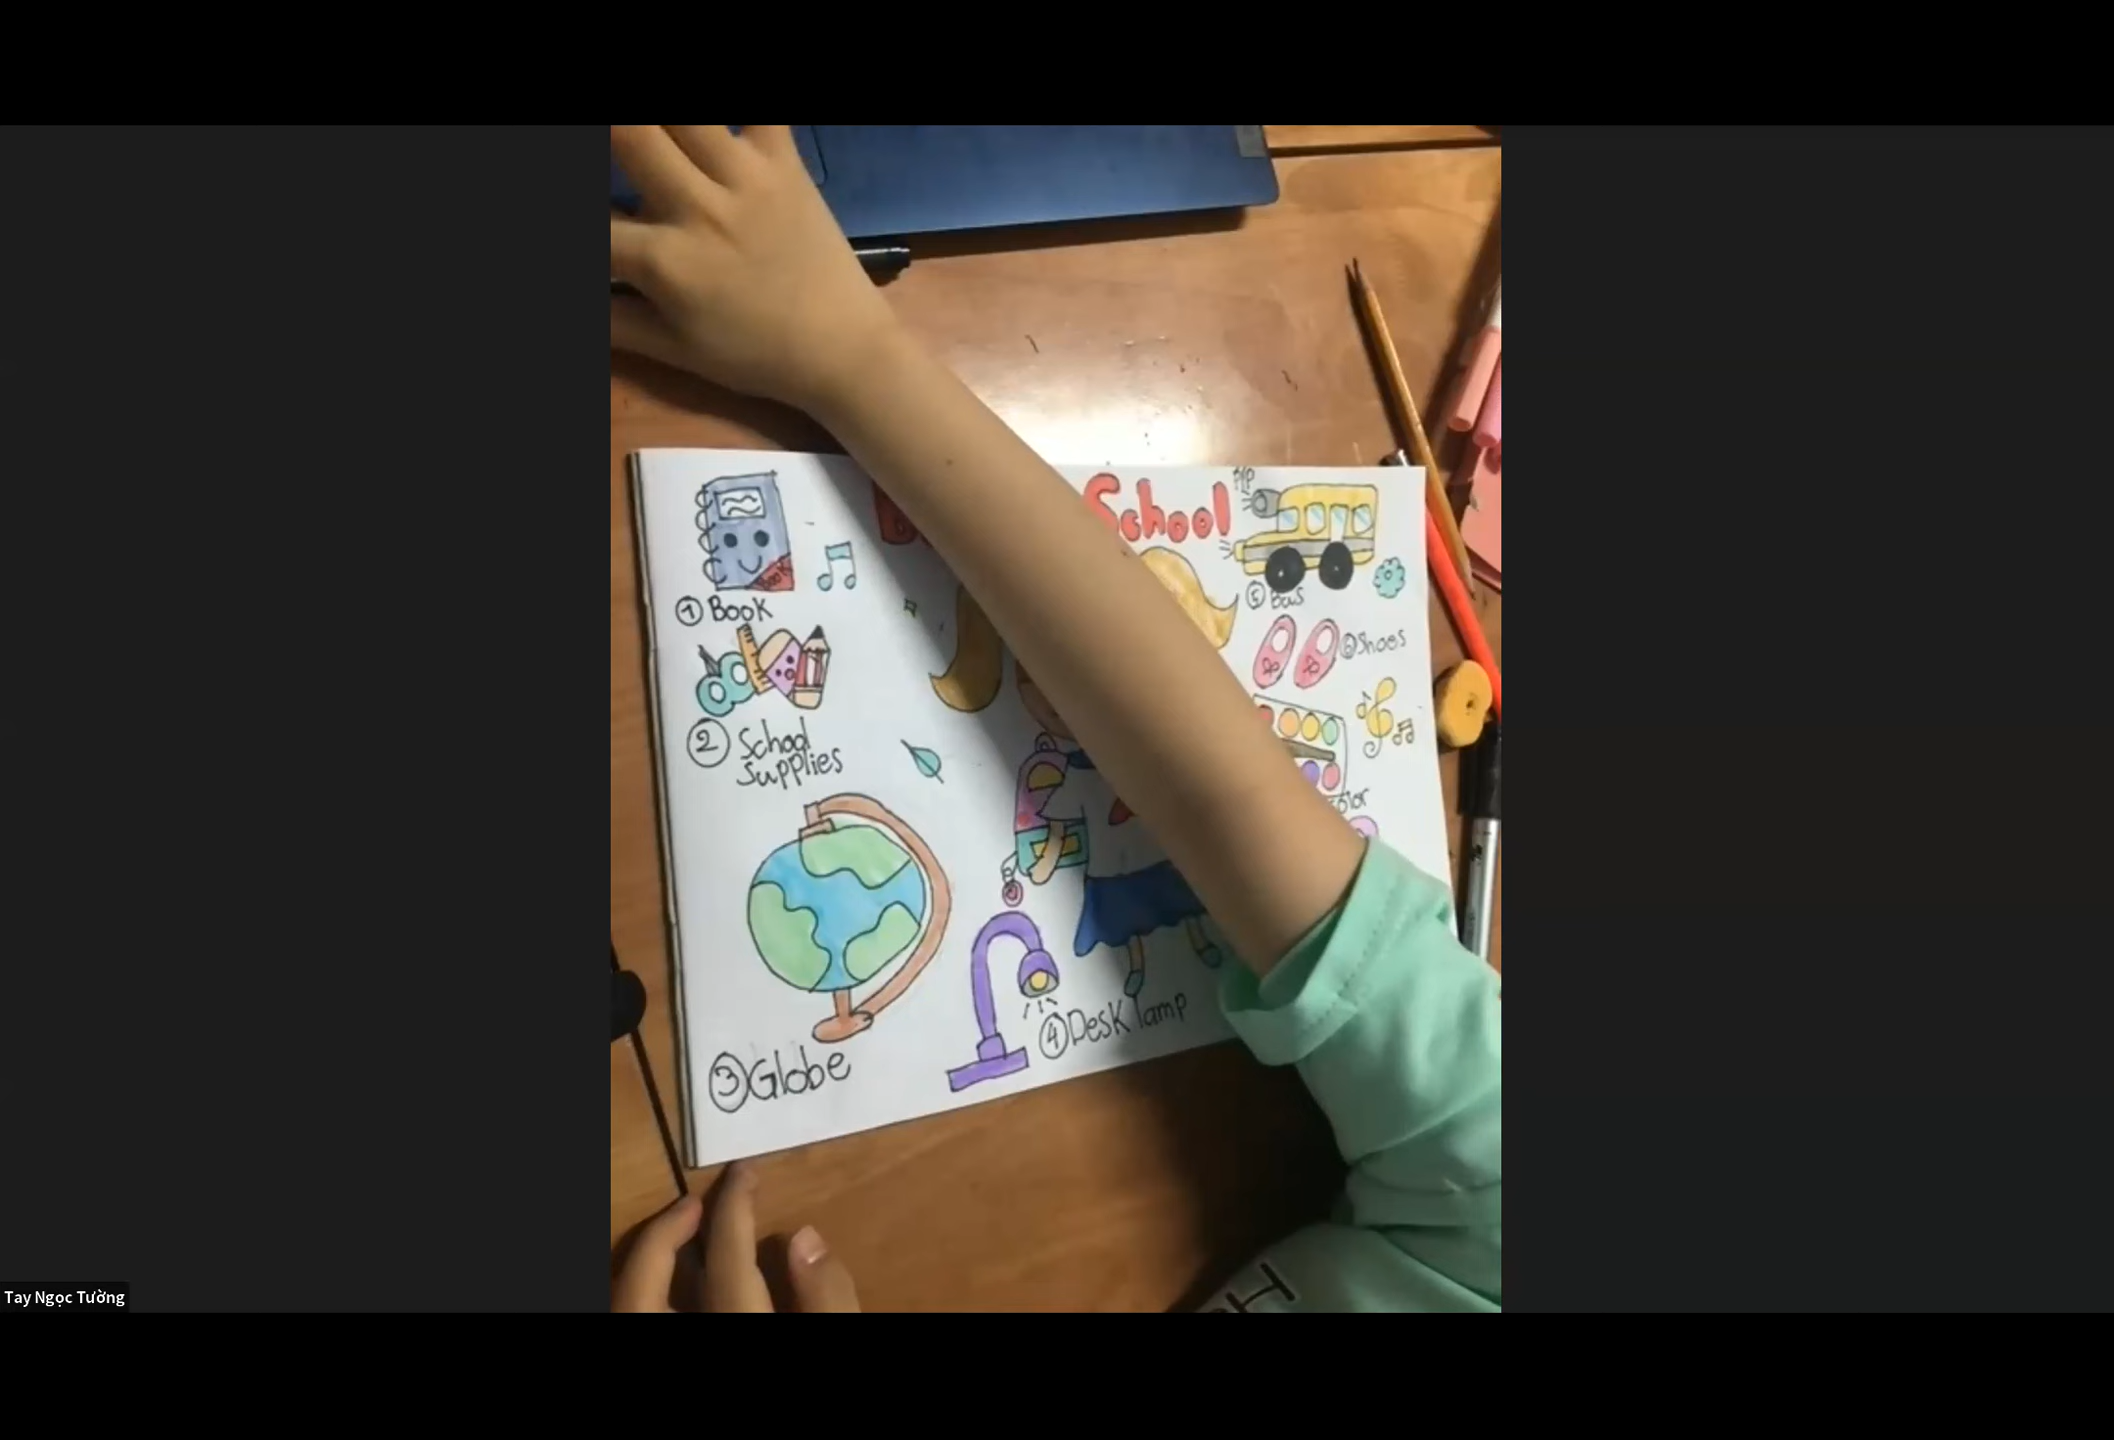 School
Pip
Book
① Book
② School
Supplies
③ Globe
④ Desk lamp
⑤ Bus
⑥ Shoes
Tay Ngọc Tường